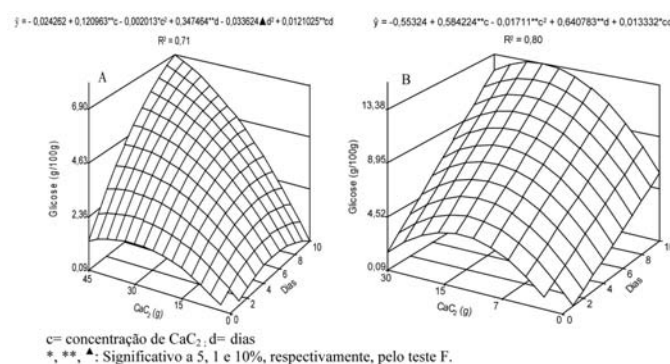 ŷ = - 0,024262 + 0,120963**c - 0,002013*c² + 0,347464**d - 0,033624▲d² + 0,0121025**cd
R² = 0,71
ŷ = -0,55324 + 0,584224**c - 0,01711**c² + 0,640783**d + 0,013332*cd
R² = 0,80
A
Glicose (g/100g)
6,90
4,63
2,36
0,09
45
30
15
0
CaC₂ (g)
0
2
4
6
8
10
Dias
B
Glicose (g/100g)
13,38
8,95
4,52
0,09
30
15
7
0
CaC₂ (g)
0
2
4
6
8
10
Dias
c= concentração de CaC₂ ; d= dias
*, **, ▲: Significativo a 5, 1 e 10%, respectivamente, pelo teste F.